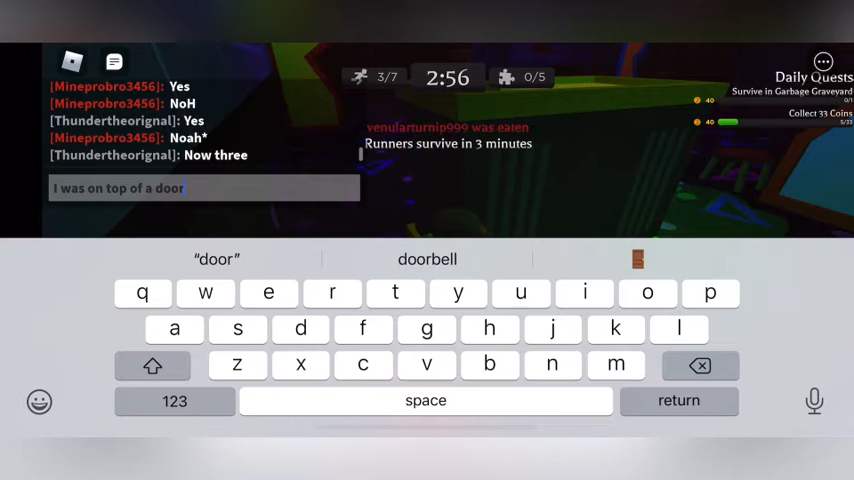 [Mineprobro3456]: Yes
[Mineprobro3456]: NoH
[Thundertheorignal]: Yes
[Mineprobro3456]: Noah*
[Thundertheorignal]: Now three
I was on top of a door
3/7
2:56
0/5
venularturnip999 was eaten
Runners survive in 3 minutes
Daily Quests
Survive in Garbage Graveyard
40
0/1
Collect 33 Coins
40
5/33
“door”
doorbell
q w e r t y u i o p
a s d f g h j k l
z x c v b n m
123
space
return